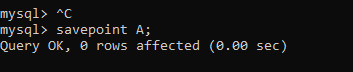 mysql> ^C
mysql> savepoint A;
Query OK, 0 rows affected (0.00 sec)